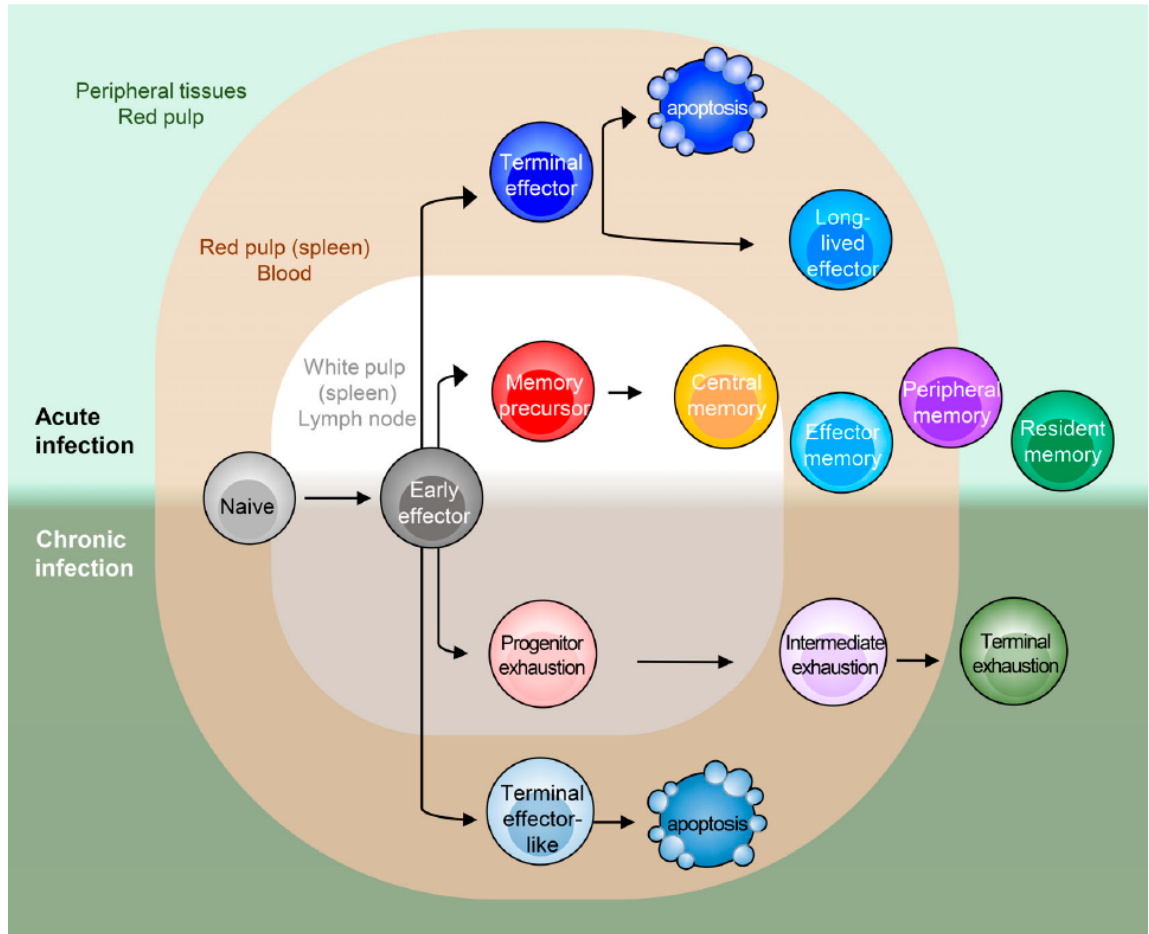 Peripheral tissues
Red pulp
apoptosis
Terminal
effector
Long-
lived
effector
Red pulp (spleen)
Blood
White pulp
(spleen)
Lymph node
Memory
precursor
Central
memory
Effector
memory
Peripheral
memory
Resident
memory
Acute
infection
Naive
Early
effector
Chronic
infection
Progenitor
exhaustion
Intermediate
exhaustion
Terminal
exhaustion
Terminal
effector-
like
apoptosis